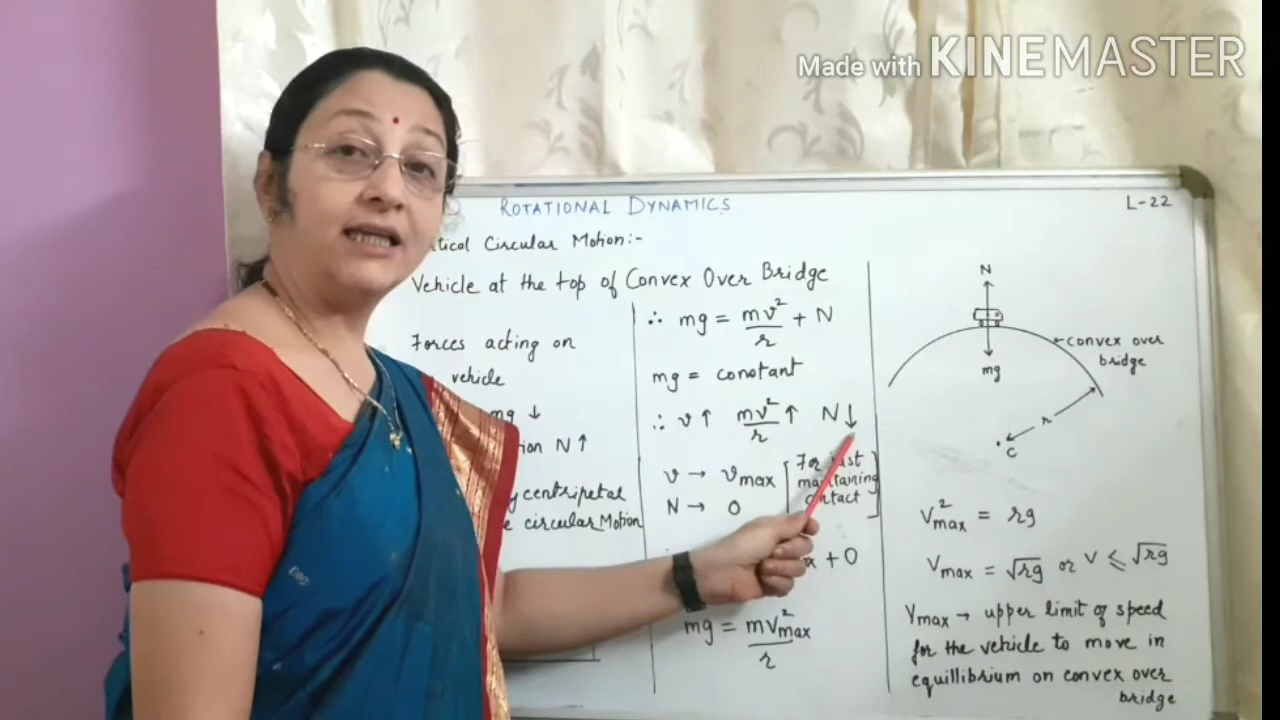 Made with KINEMASTER
ROTATIONAL DYNAMICS
L-22
Circular Motion:-
Vehicle at the top of Convex Over Bridge
Forces acting on
vehicle
mg ↓
N ↑
centripetal
circular Motion
∴ mg = mv²/r + N
mg = constant
∴ v ↑ mv²/r ↑ N ↓
v → vmax
N → 0
[For just
maintaining
contact]
+ 0
mg = mv²max/r
N
mg
convex over
bridge
r
C
v²max = rg
Vmax = √rg or V ⩽ √rg
Vmax → upper limit of speed
for the vehicle to move in
equillibrium on convex over
bridge